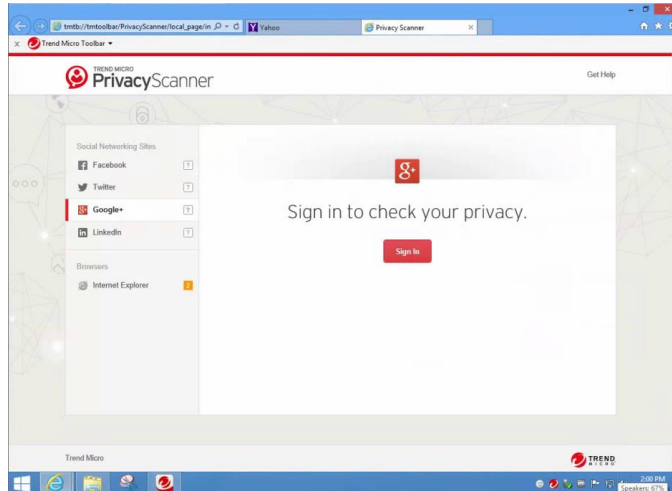 tmtb://tmtoolbar/PrivacyScanner/local_page/in
Yahoo
Privacy Scanner
x Trend Micro Toolbar
TREND MICRO
PrivacyScanner
Get Help
Social Networking Sites
Facebook ?
Twitter ?
Google+ ?
LinkedIn ?
Browsers
Internet Explorer 2
g+
Sign in to check your privacy.
Sign In
Trend Micro
TREND
MICRO
2:00 PM
Speakers: 67%